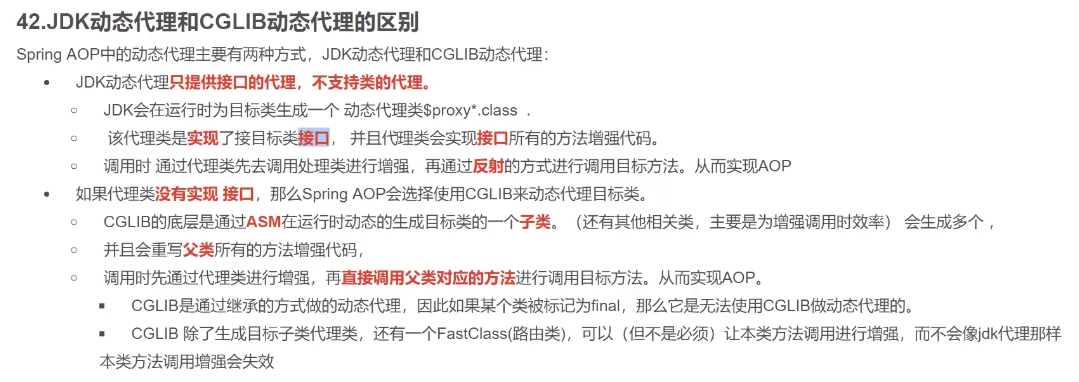 42.JDK动态代理和CGLIB动态代理的区别
Spring AOP中的动态代理主要有两种方式，JDK动态代理和CGLIB动态代理：
• JDK动态代理只提供接口的代理，不支持类的代理。
○ JDK会在运行时为目标类生成一个 动态代理类$proxy*.class .
○ 该代理类是实现了接目标类接口， 并且代理类会实现接口所有的方法增强代码。
○ 调用时 通过代理类先去调用处理类进行增强，再通过反射的方式进行调用目标方法。从而实现AOP
• 如果代理类没有实现 接口，那么Spring AOP会选择使用CGLIB来动态代理目标类。
○ CGLIB的底层是通过ASM在运行时动态的生成目标类的一个子类。（还有其他相关类，主要是为增强调用时效率） 会生成多个 ，
○ 并且会重写父类所有的方法增强代码，
○ 调用时先通过代理类进行增强，再直接调用父类对应的方法进行调用目标方法。从而实现AOP。
▪ CGLIB是通过继承的方式做的动态代理，因此如果某个类被标记为final，那么它是无法使用CGLIB做动态代理的。
▪ CGLIB 除了生成目标子类代理类，还有一个FastClass(路由类)，可以（但不是必须）让本类方法调用进行增强，而不会像jdk代理那样
本类方法调用增强会失效